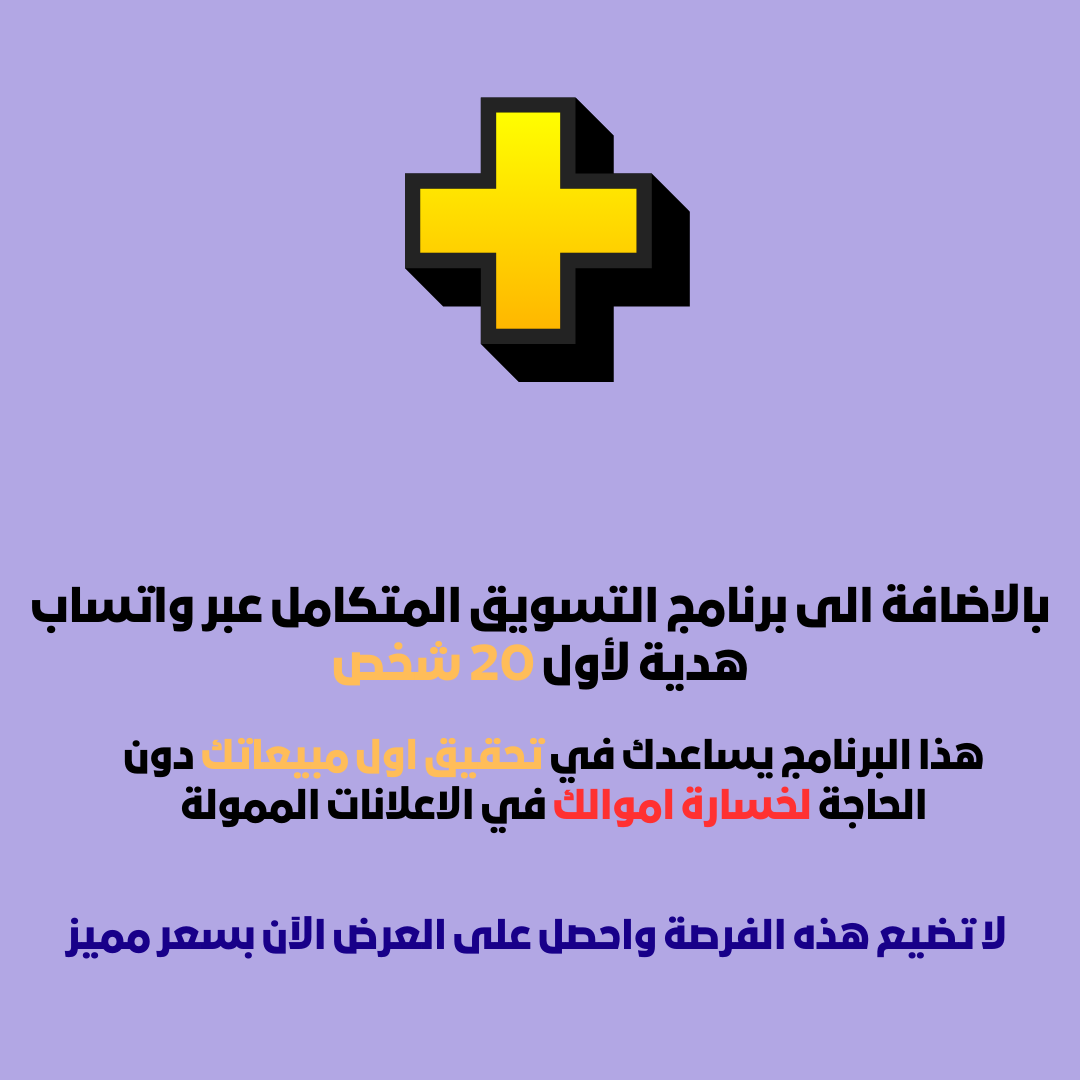 بالاضافة الى برنامج التسويق المتكامل عبر واتساب
هدية لأول 20 شخص
هذا البرنامج يساعدك في تحقيق اول مبيعاتك دون
الحاجة لخسارة اموالك في الاعلانات الممولة
لا تضيع هذه الفرصة واحصل على العرض الآن بسعر مميز